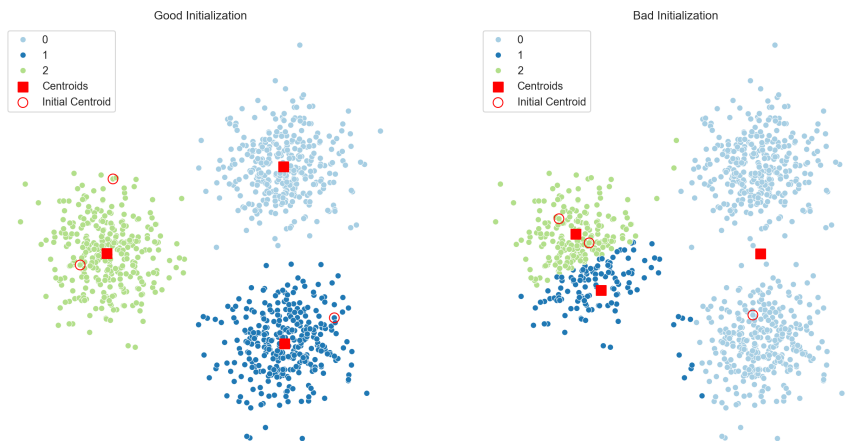 Good Initialization
0
1
2
Centroids
Initial Centroid
Bad Initialization
0
1
2
Centroids
Initial Centroid